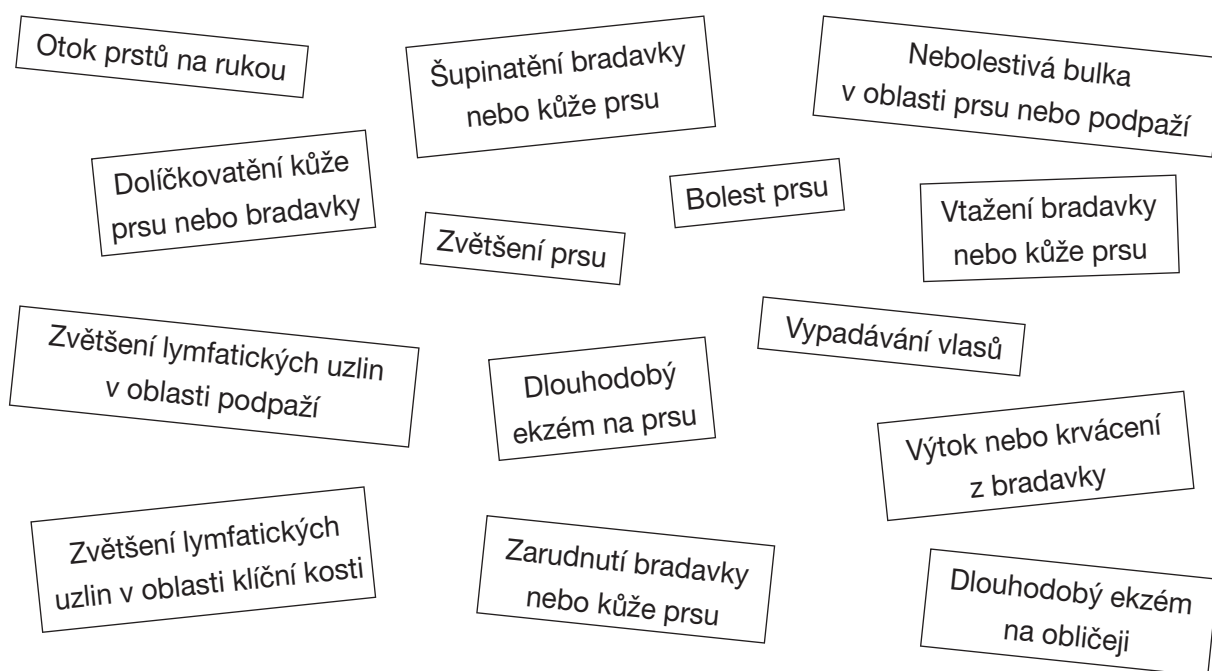 Otok prstů na rukou
Šupinatění bradavky
nebo kůže prsu
Nebolestivá bulka
v oblasti prsu nebo podpaží
Dolíčkovatění kůže
prsu nebo bradavky
Bolest prsu
Zvětšení prsu
Vtažení bradavky
nebo kůže prsu
Zvětšení lymfatických uzlin
v oblasti podpaží
Vypadávání vlasů
Dlouhodobý
ekzém na prsu
Výtok nebo krvácení
z bradavky
Zvětšení lymfatických
uzlin v oblasti klíční kosti
Zarudnutí bradavky
nebo kůže prsu
Dlouhodobý ekzém
na obličeji